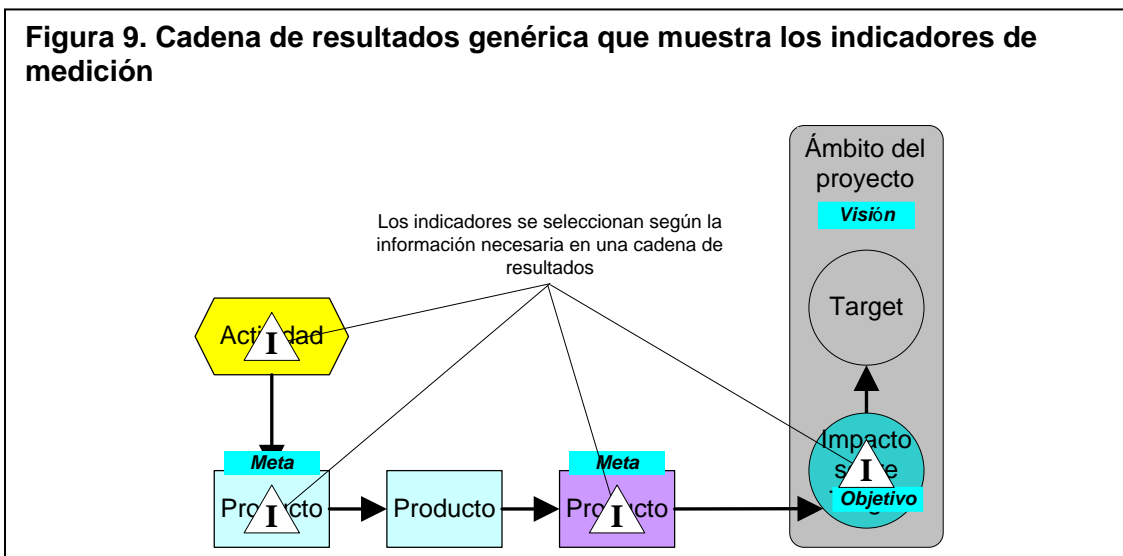 Figura 9. Cadena de resultados genérica que muestra los indicadores de
medición
Ámbito del
proyecto
Visión
Los indicadores se seleccionan según la
información necesaria en una cadena de
resultados
Target
I
Meta
Meta
Impacto
I
I
Producto
I
Objetivo